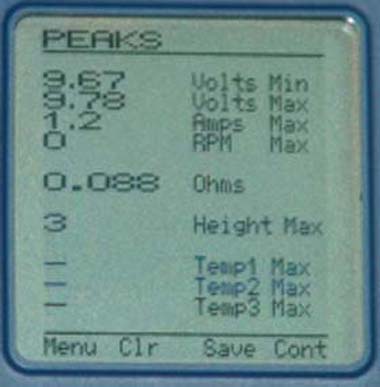 PEAKS
9.67 Volts Min
9.78 Volts Max
1.2 Amps Max
0 RPM Max
0.088 Ohms
3 Height Max
— Temp1 Max
— Temp2 Max
— Temp3 Max
Menu Clr Save Cont